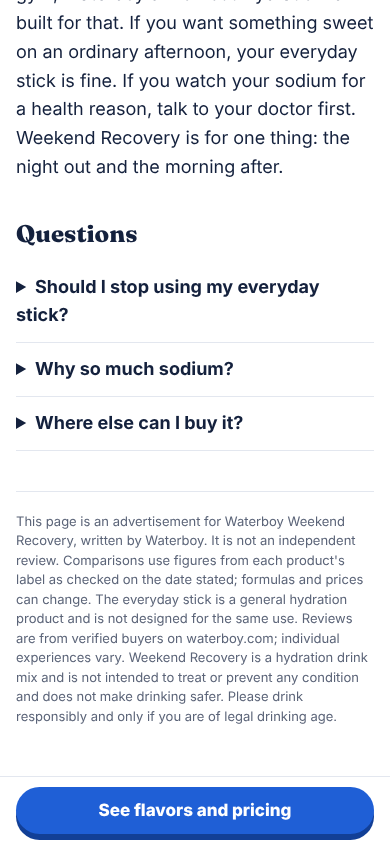 built for that. If you want something sweet
on an ordinary afternoon, your everyday
stick is fine. If you watch your sodium for
a health reason, talk to your doctor first.
Weekend Recovery is for one thing: the
night out and the morning after.
Questions
Should I stop using my everyday
stick?
Why so much sodium?
Where else can I buy it?
This page is an advertisement for Waterboy Weekend
Recovery, written by Waterboy. It is not an independent
review. Comparisons use figures from each product's
label as checked on the date stated; formulas and prices
can change. The everyday stick is a general hydration
product and is not designed for the same use. Reviews
are from verified buyers on waterboy.com; individual
experiences vary. Weekend Recovery is a hydration drink
mix and is not intended to treat or prevent any condition
and does not make drinking safer. Please drink
responsibly and only if you are of legal drinking age.
See flavors and pricing